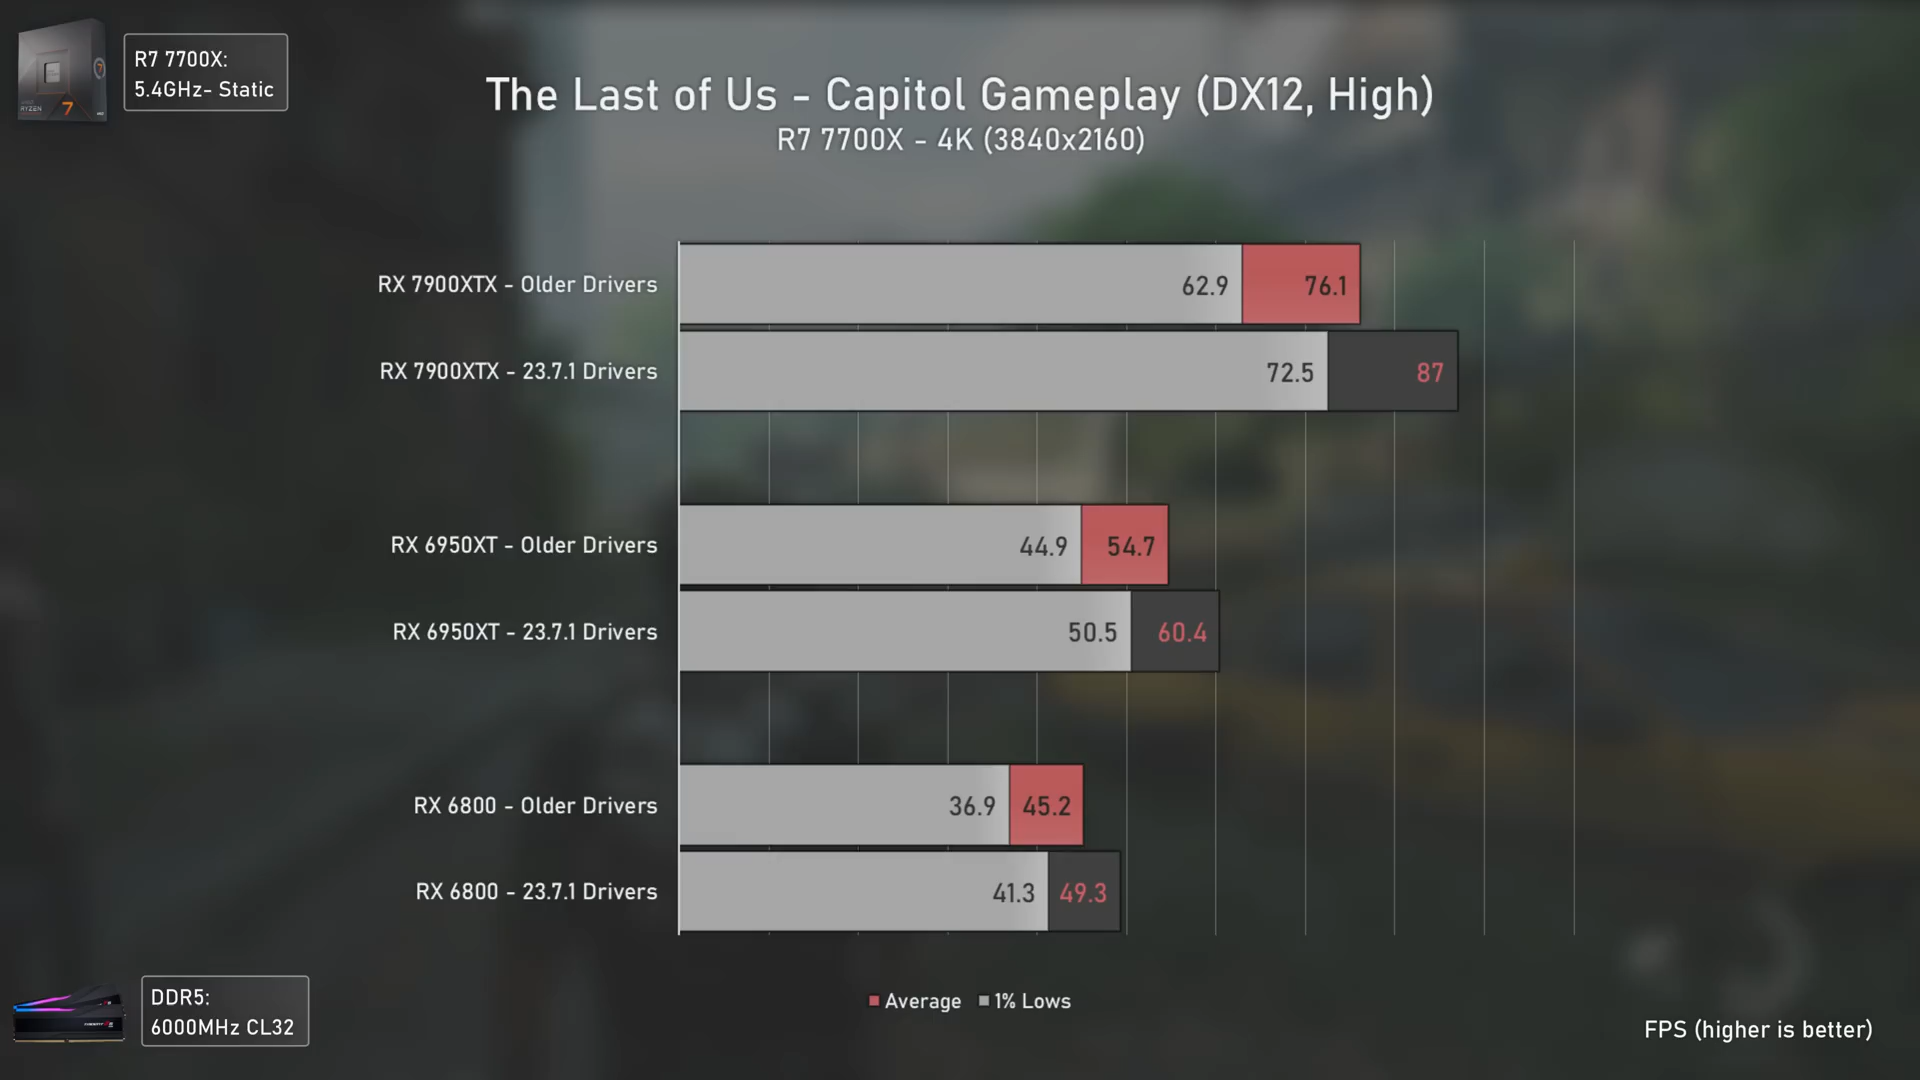 R7 7700X:
5.4GHz- Static
RYZEN
7
The Last of Us - Capitol Gameplay (DX12, High)
R7 7700X - 4K (3840x2160)
RX 7900XTX - Older Drivers
62.9
76.1
RX 7900XTX - 23.7.1 Drivers
72.5
87
RX 6950XT - Older Drivers
44.9
54.7
RX 6950XT - 23.7.1 Drivers
50.5
60.4
RX 6800 - Older Drivers
36.9
45.2
RX 6800 - 23.7.1 Drivers
41.3
49.3
Average
1% Lows
DDR5:
6000MHz CL32
FPS (higher is better)